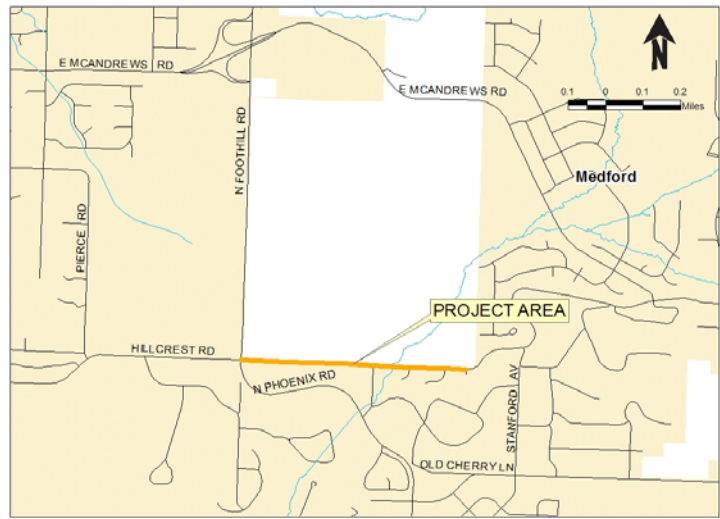 N
E MCANDREWS RD
E MCANDREWS RD
0.1 0 0.1 0.2
Miles
N FOOTHILL RD
Medford
PIERCE RD
PROJECT AREA
HILLCREST RD
N PHOENIX RD
STANFORD AV
OLD CHERRY LN